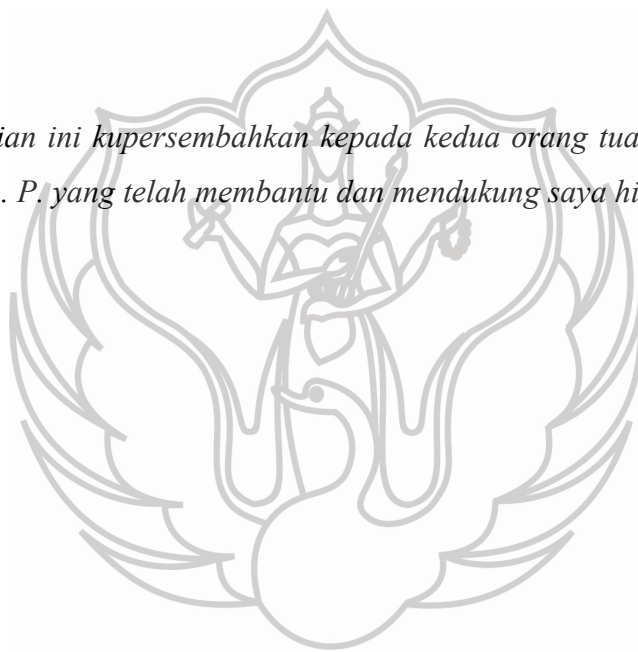 ian ini kupersembahkan kepada kedua orang tua
. P. yang telah membantu dan mendukung saya hi